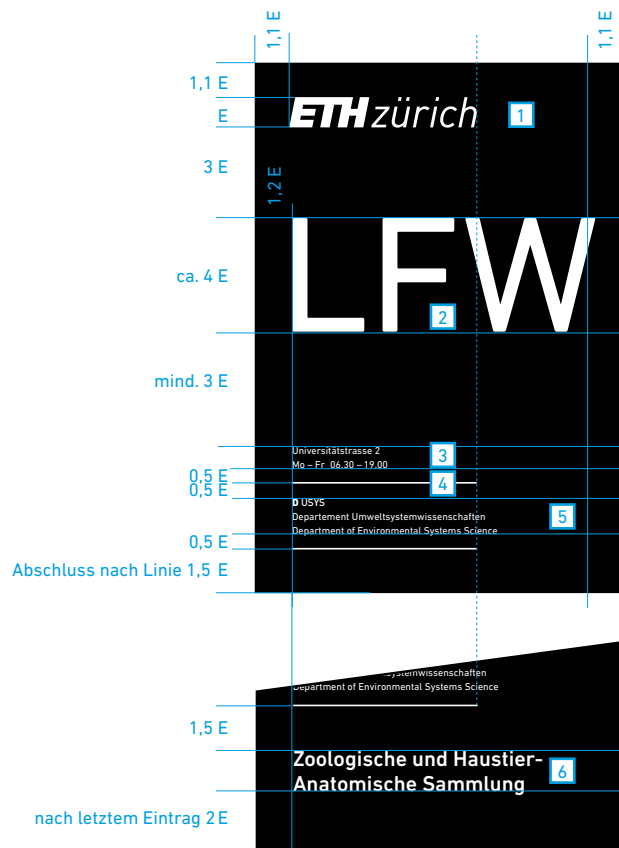 1,1 E
1,1 E
1,1 E
E
ETH zürich
1
3 E
1,2 E
ca. 4 E
LFW
2
mind. 3 E
Universitätstrasse 2
3
Mo – Fr 06.30 – 19.00
0,5 E
4
0,5 E
D USYS
Departement Umweltsystemwissenschaften
5
Department of Environmental Systems Science
0,5 E
Abschluss nach Linie 1,5 E
systemwissenschaften
Department of Environmental Systems Science
1,5 E
Zoologische und Haustier-
6
Anatomische Sammlung
nach letztem Eintrag 2 E